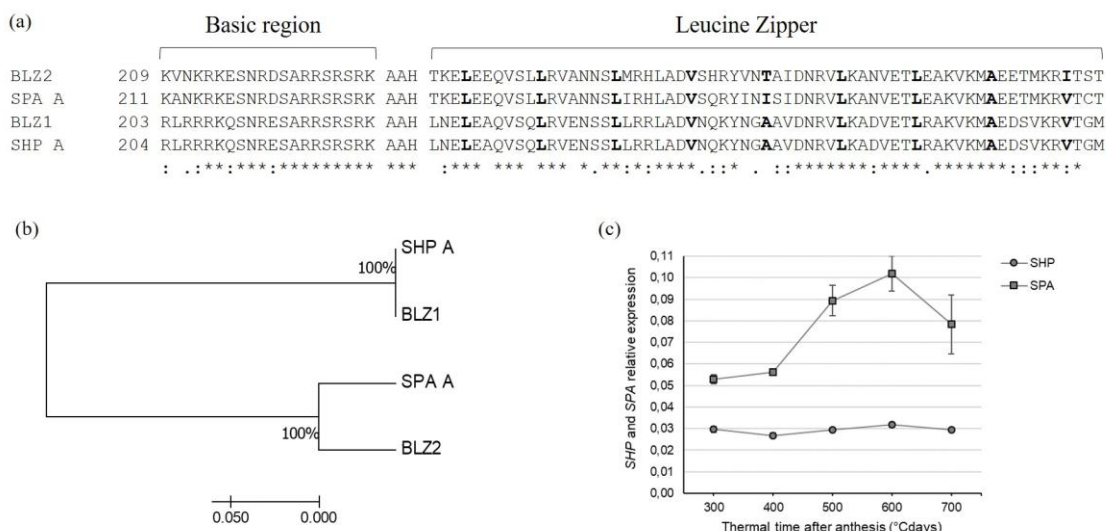 (a)
Basic region Leucine Zipper
BLZ2 209 KVNKRKESNRDSARRSRSRK AAH TKELEEQVSLLRVANNSLMRHLADVSHRYVNTAIDNRVLKANVETLEAKVKMAEETMKRITST
SPA A 211 KANKRKESNRDSARRSRSRK AAH TKELEEQVSLLRVANNSLIRHLADVSQRYINISIDNRVLKANVETLEAKVKMAEETMKRVTCT
BLZ1 203 RLRRRKQSNRESARRSRSRK AAH LNELEAQVSQLRVENSSLLRRLADVNQKYNGAAVDNRVLKADVETLRAKVKMAEDSVKRVTGM
SHP A 204 RLRRRKQSNRESARRSRSRK AAH LNELEAQVSQLRVENSSLLRRLADVNQKYNGAAVDNRVLKADVETLRAKVKMAEDSVKRVTGM
(b)
SHP A
100%
BLZ1
SPA A
100%
BLZ2
0.050 0.000
(c)
SHP and SPA relative expression
0,11
0,10
0,09
0,08
0,07
0,06
0,05
0,04
0,03
0,02
0,01
0,00
300 400 500 600 700
Thermal time after anthesis (°Cdays)
SHP
SPA